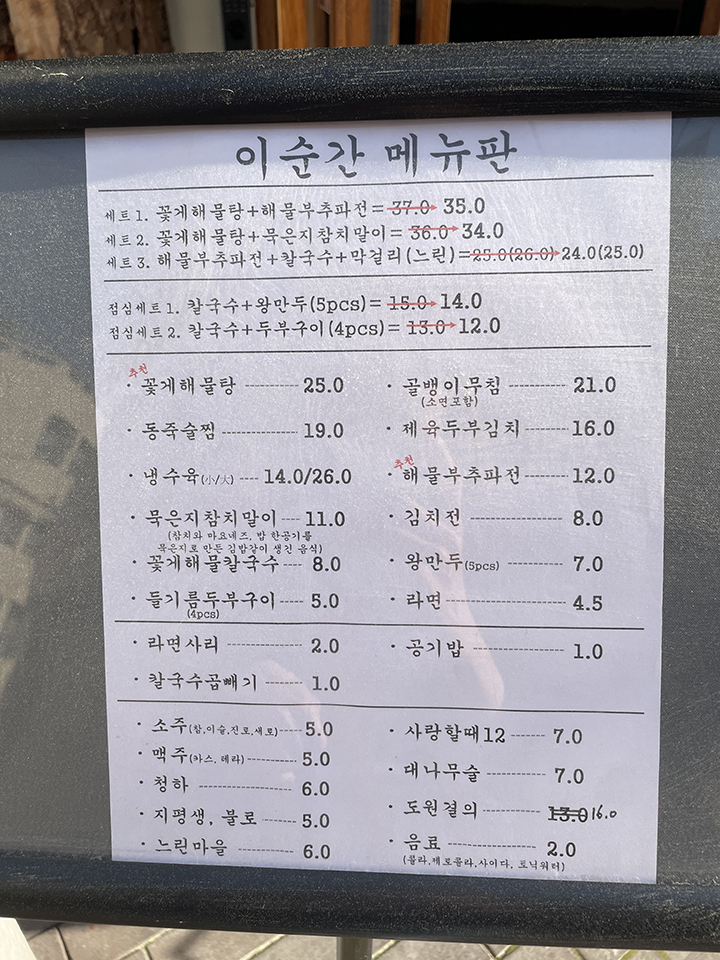 이순간 메뉴판
세트 1. 꽃게해물탕+해물부추파전= 37.0→35.0
세트 2. 꽃게해물탕+묵은지참치말이= 36.0→34.0
세트 3. 해물부추파전+칼국수+막걸리(느린)=25.0(26.0)→24.0(25.0)
점심세트 1. 칼국수+왕만두(5pcs)= 15.0→14.0
점심세트 2. 칼국수+두부구이(4pcs)= 13.0→12.0
추천
· 꽃게해물탕 ---------- 25.0
· 동죽술찜 -------------- 19.0
· 냉수육(小/大) ---- 14.0/26.0
· 묵은지참치말이 ---- 11.0
(참치와 마요네즈, 밥 한공기를
묵은지로 만든 김밥같이 생긴 음식)
· 꽃게해물칼국수 ---- 8.0
· 들기름두부구이 ----- 5.0
(4pcs)
· 골뱅이무침 ----------- 21.0
(소면포함)
· 제육두부김치 -------- 16.0
추천
· 해물부추파전 -------- 12.0
· 김치전 ---------------- 8.0
· 왕만두(5pcs) ----------- 7.0
· 라면 --------------------- 4.5
· 라면사리 ------------- 2.0
· 칼국수곱빼기 ------- 1.0
· 공기밥 ---------------- 1.0
· 소주(참,이슬,진로,새로)----- 5.0
· 맥주(카스, 테라)----------- 5.0
· 청하 ----------------- 6.0
· 지평생, 불로 -------- 5.0
· 느린마을 ------------ 6.0
· 사랑할때12 ------ 7.0
· 대나무술 ----------- 7.0
· 도원결의 ------------- 13.0 16.0
· 음료 ----------------- 2.0
(콜라,제로콜라,사이다, 토닉워터)